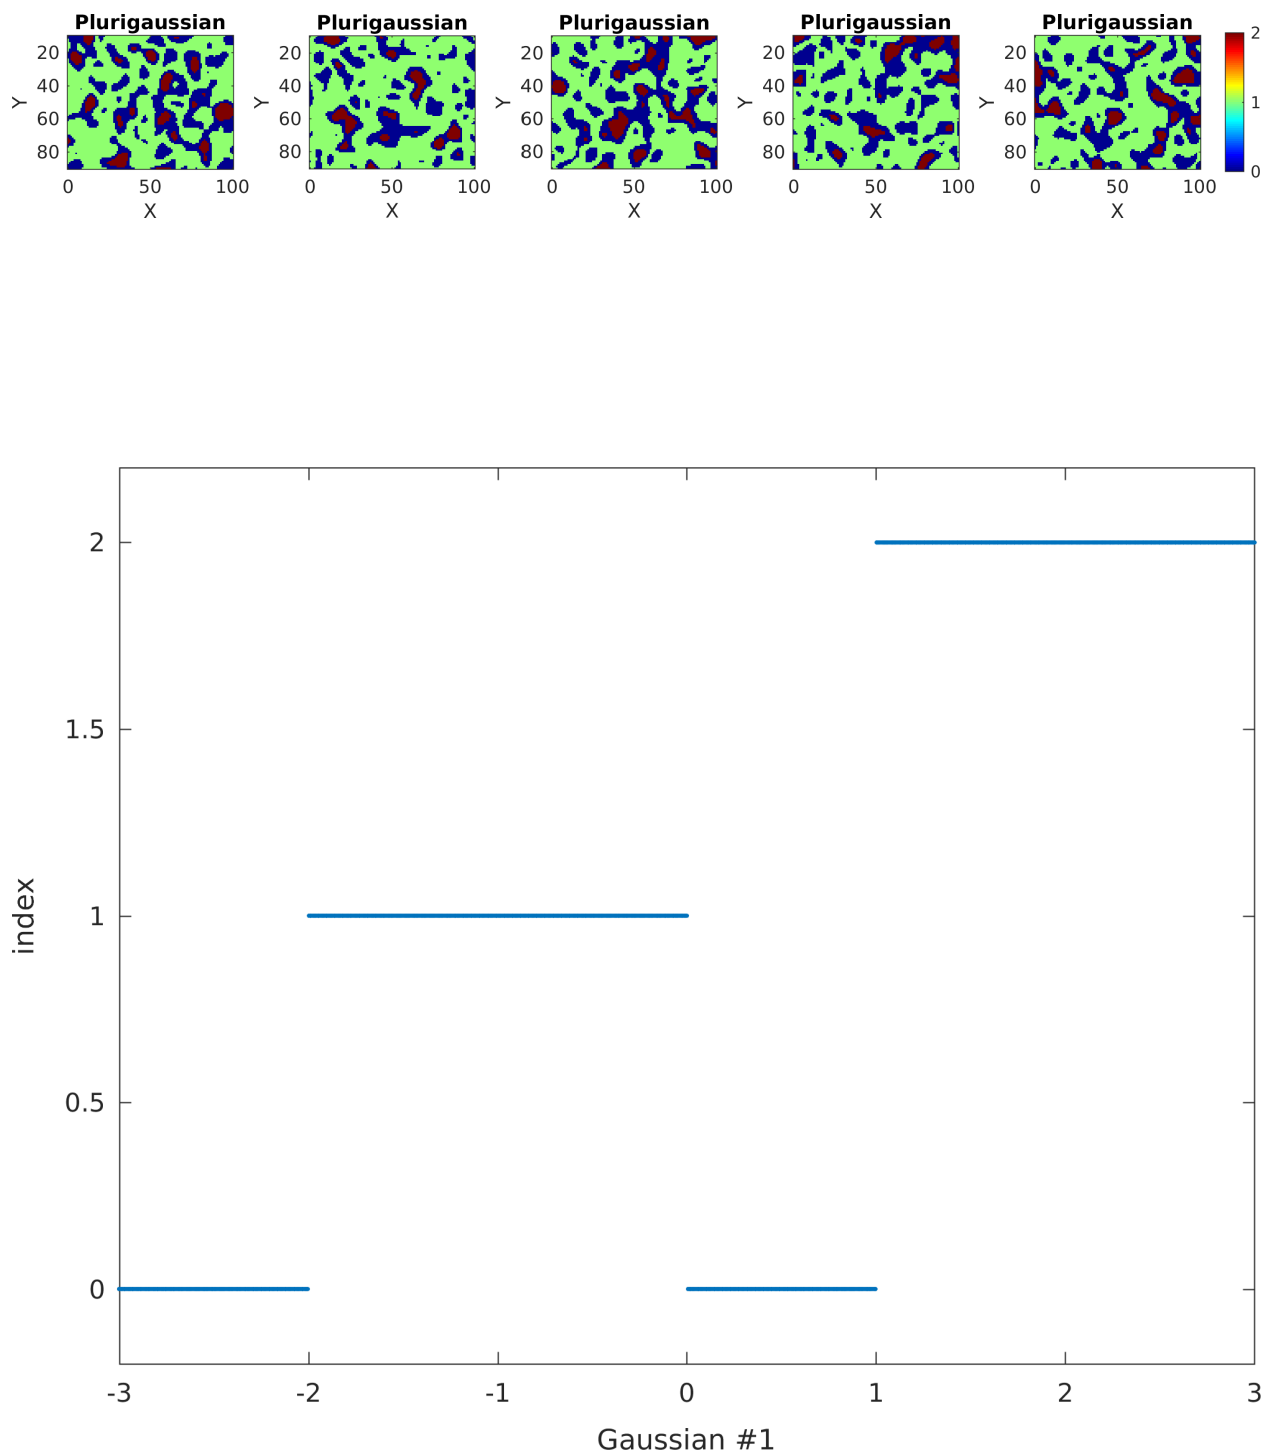 Plurigaussian Plurigaussian Plurigaussian Plurigaussian Plurigaussian
2
20 20 20 20 20
40 40 40 40 40
Y Y Y Y Y
1
60 60 60 60 60
80 80 80 80 80
0
0 50 100 0 50 100 0 50 100 0 50 100 0 50 100
X X X X X
2
1.5
1
index
0.5
0
-3 -2 -1 0 1 2 3
Gaussian #1